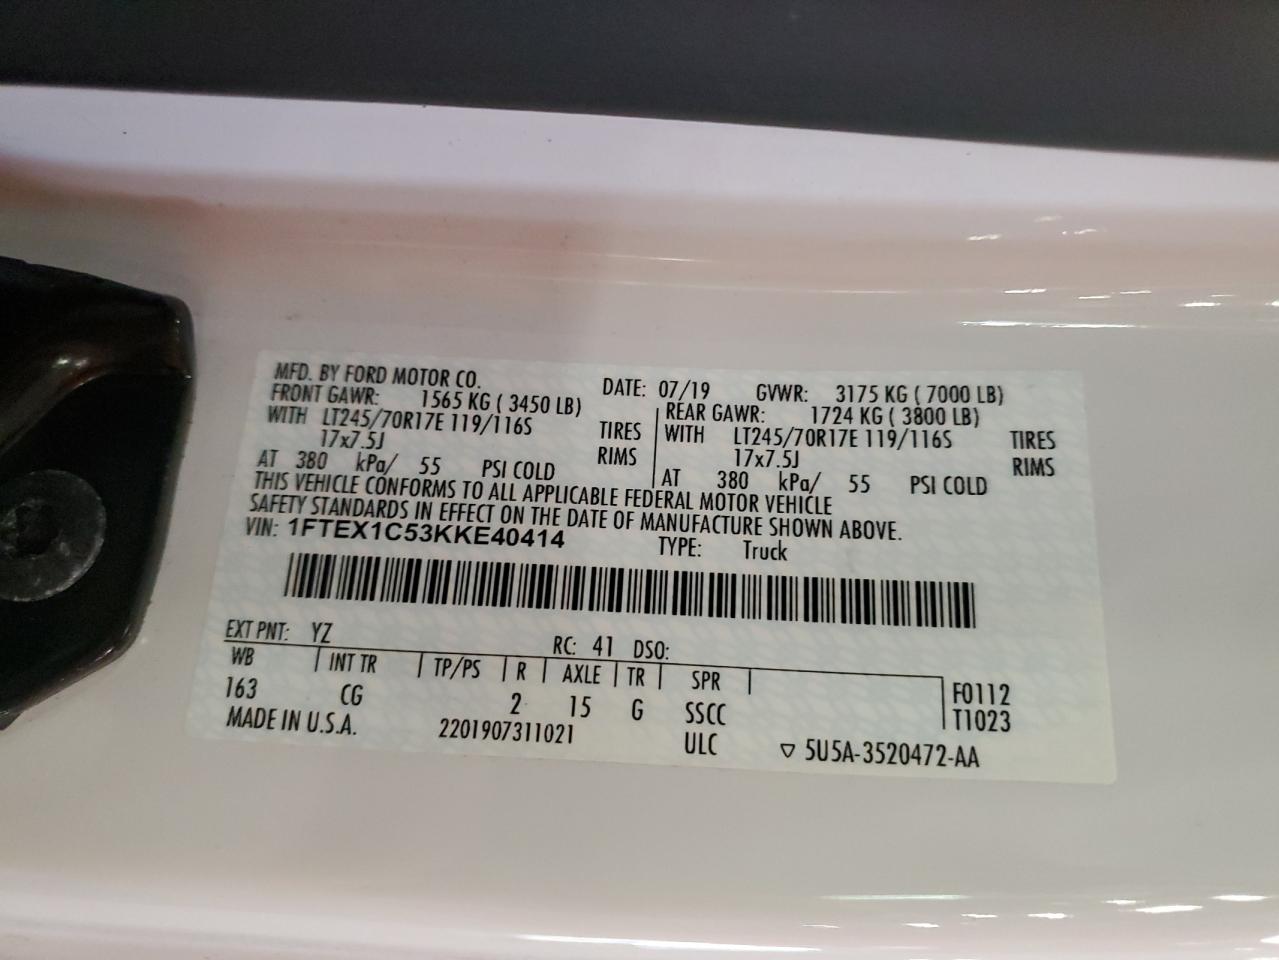 MFD. BY FORD MOTOR CO. DATE: 07/19 GVWR: 3175 KG ( 7000 LB)
FRONT GAWR: 1565 KG ( 3450 LB) REAR GAWR: 1724 KG ( 3800 LB)
WITH LT245/70R17E 119/116S TIRES WITH LT245/70R17E 119/116S TIRES
17x7.5J RIMS 17x7.5J RIMS
AT 380 kPa/ 55 PSI COLD AT 380 kPa/ 55 PSI COLD
THIS VEHICLE CONFORMS TO ALL APPLICABLE FEDERAL MOTOR VEHICLE
SAFETY STANDARDS IN EFFECT ON THE DATE OF MANUFACTURE SHOWN ABOVE.
VIN: 1FTEX1C53KKE40414 TYPE: Truck
EXT PNT: YZ RC: 41 DSO:
WB INT TR TP/PS R AXLE TR SPR
163 CG 2 15 G SSCC F0112
T1023
MADE IN U.S.A. 2201907311021 ULC ▽ 5U5A-3520472-AA